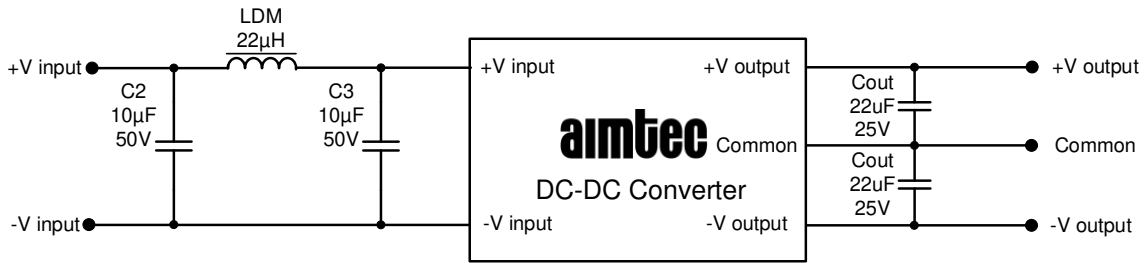 LDM
22µH
+V input
C2
10µF
50V
C3
10µF
50V
-V input
+V input
+V output
aimtec
Common
DC-DC Converter
-V input
-V output
Cout
22uF
25V
Cout
22uF
25V
+V output
Common
-V output